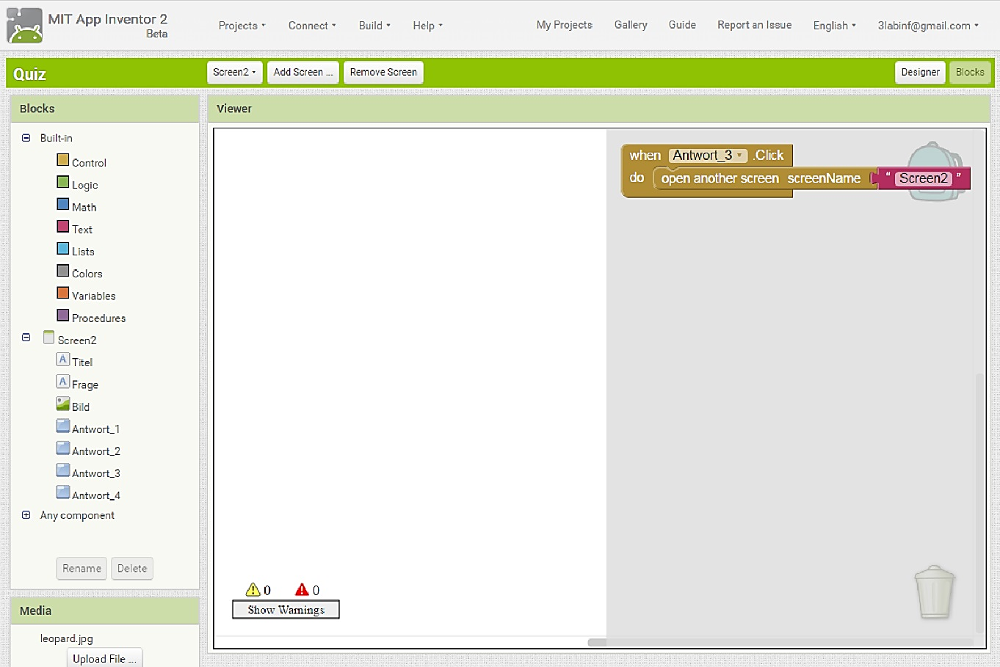 MIT App Inventor 2
Beta
Projects Connect Build Help My Projects Gallery Guide Report an Issue English 3labinf@gmail.com
Quiz Screen2 Add Screen ... Remove Screen Designer Blocks
Blocks
Built-in
Control
Logic
Math
Text
Lists
Colors
Variables
Procedures
Screen2
A Titel
A Frage
Bild
Antwort_1
Antwort_2
Antwort_3
Antwort_4
Any component
Rename Delete
Media
leopard.jpg
Upload File ...
Viewer
when Antwort_3 .Click
do open another screen screenName “ Screen2 ”
0 0
Show Warnings